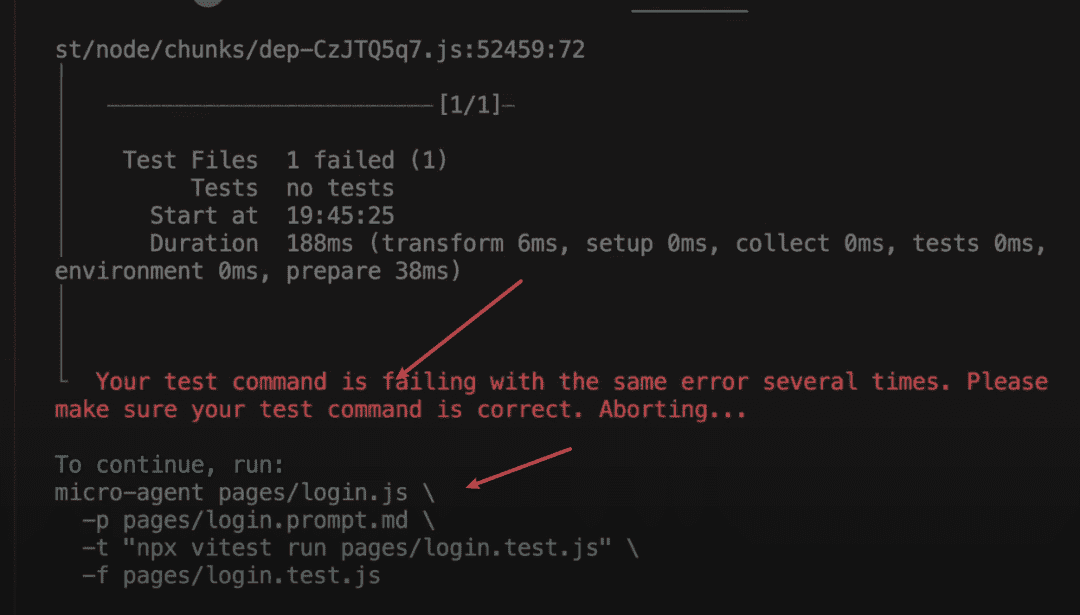 st/node/chunks/dep-CzJTQ5q7.js:52459:72
[1/1]
Test Files  1 failed (1)
Tests  no tests
Start at  19:45:25
Duration  188ms (transform 6ms, setup 0ms, collect 0ms, tests 0ms,
environment 0ms, prepare 38ms)
Your test command is failing with the same error several times. Please
make sure your test command is correct. Aborting...
To continue, run:
micro-agent pages/login.js \
  -p pages/login.prompt.md \
  -t "npx vitest run pages/login.test.js" \
  -f pages/login.test.js